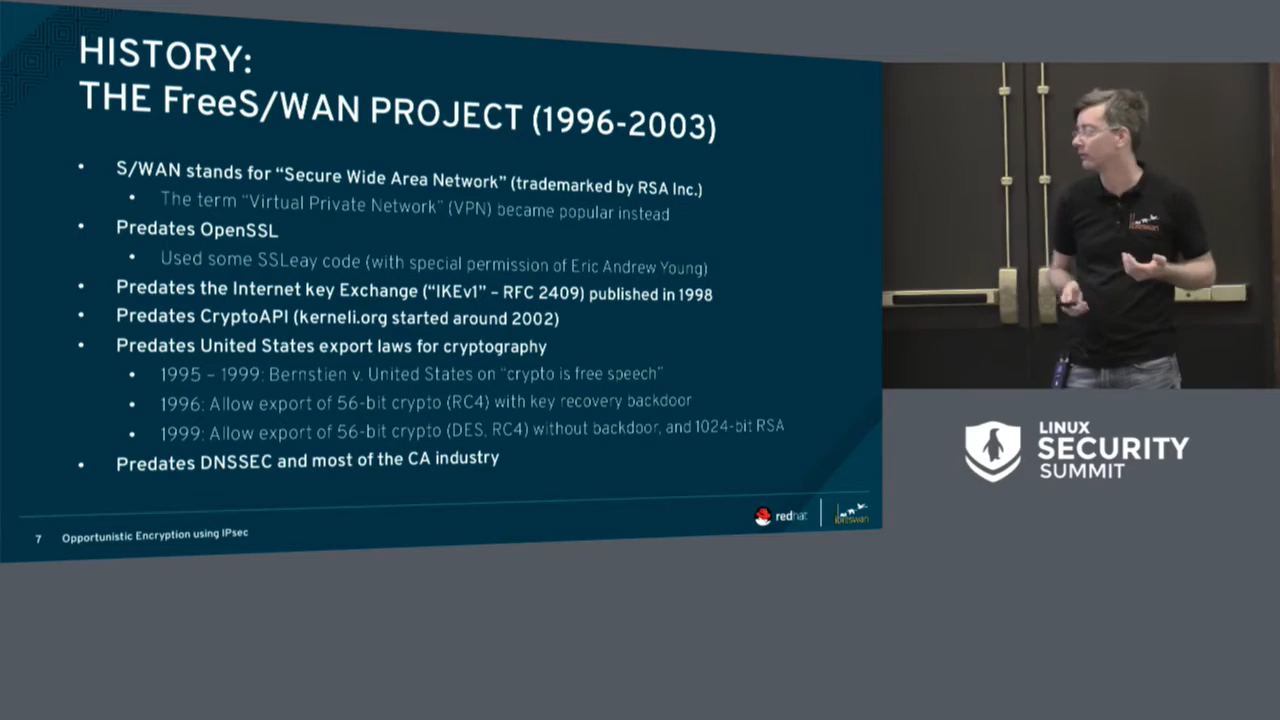 HISTORY:
THE FreeS/WAN PROJECT (1996-2003)
• S/WAN stands for “Secure Wide Area Network” (trademarked by RSA Inc.)
• The term “Virtual Private Network” (VPN) became popular instead
• Predates OpenSSL
• Used some SSLeay code (with special permission of Eric Andrew Young)
• Predates the Internet key Exchange (“IKEv1” – RFC 2409) published in 1998
• Predates CryptoAPI (kerneli.org started around 2002)
• Predates United States export laws for cryptography
• 1995 – 1999: Bernstien v. United States on “crypto is free speech”
• 1996: Allow export of 56-bit crypto (RC4) with key recovery backdoor
• 1999: Allow export of 56-bit crypto (DES, RC4) without backdoor, and 1024-bit RSA
• Predates DNSSEC and most of the CA industry
7 Opportunistic Encryption using IPsec
redhat
libreswan
libreswan
LINUX
SECURITY
SUMMIT